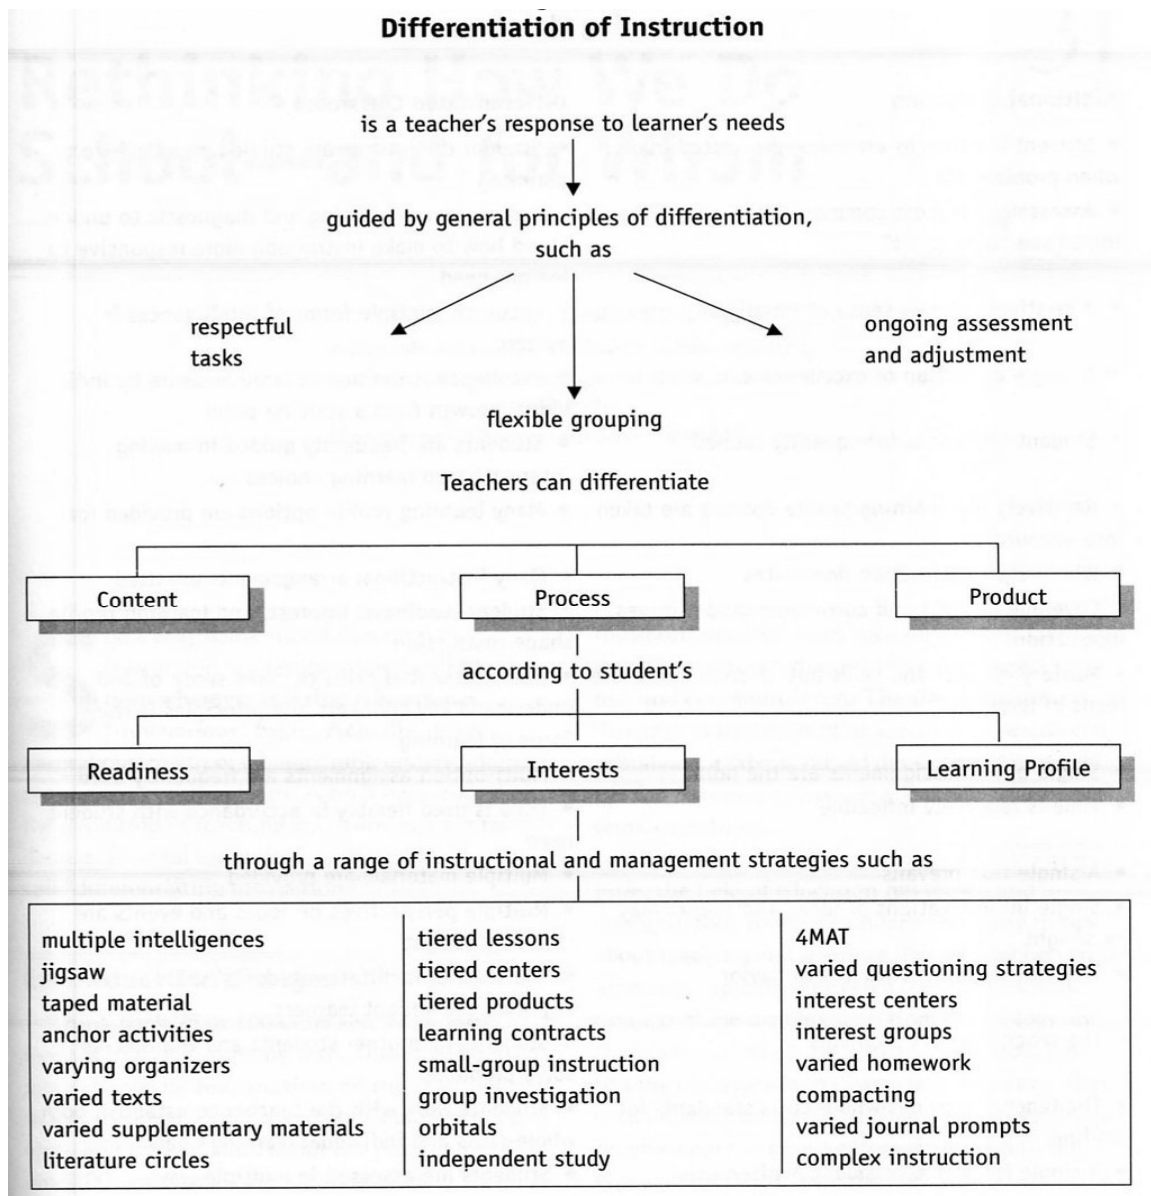 Differentiation of Instruction
is a teacher's response to learner's needs
guided by general principles of differentiation,
such as
respectful
tasks
ongoing assessment
and adjustment
flexible grouping
Teachers can differentiate
Content
Process
Product
according to student's
Readiness
Interests
Learning Profile
through a range of instructional and management strategies such as
multiple intelligences
jigsaw
taped material
anchor activities
varying organizers
varied texts
varied supplementary materials
literature circles
tiered lessons
tiered centers
tiered products
learning contracts
small-group instruction
group investigation
orbitals
independent study
4MAT
varied questioning strategies
interest centers
interest groups
varied homework
compacting
varied journal prompts
complex instruction